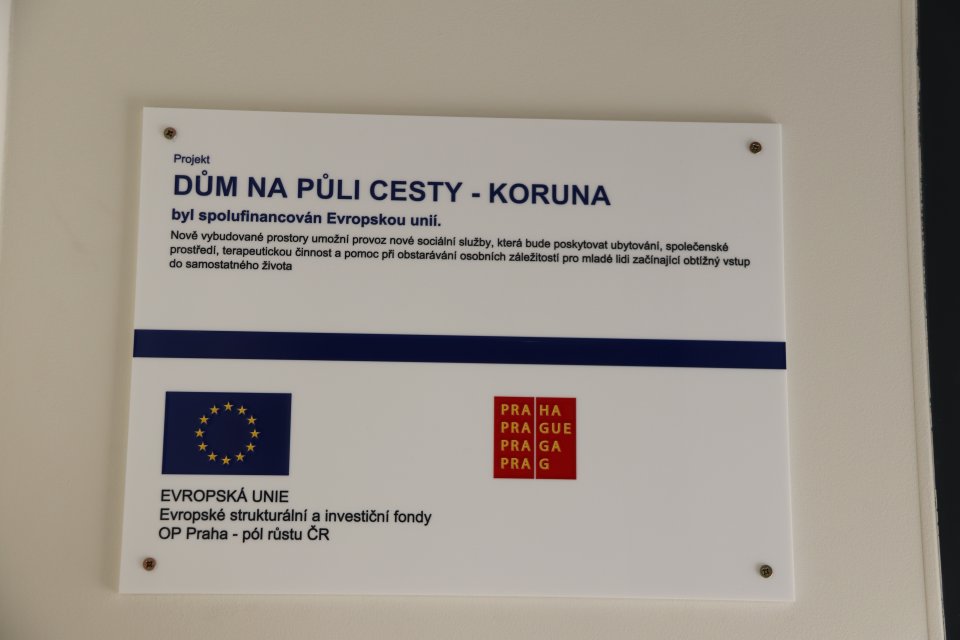 Projekt
DŮM NA PŮLI CESTY - KORUNA
byl spolufinancován Evropskou unií.
Nově vybudované prostory umožní provoz nové sociální služby, která bude poskytovat ubytování, společenské
prostředí, terapeutickou činnost a pomoc při obstarávání osobních záležitostí pro mladé lidi začínající obtížný vstup
do samostatného života
PRA HA
PRA GUE
PRA GA
PRA G
EVROPSKÁ UNIE
Evropské strukturální a investiční fondy
OP Praha - pól růstu ČR